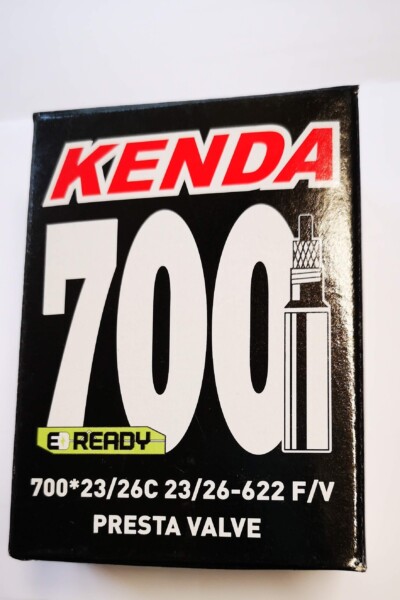 KENDA
700
E READY
700*23/26C 23/26-622 F/V
PRESTA VALVE